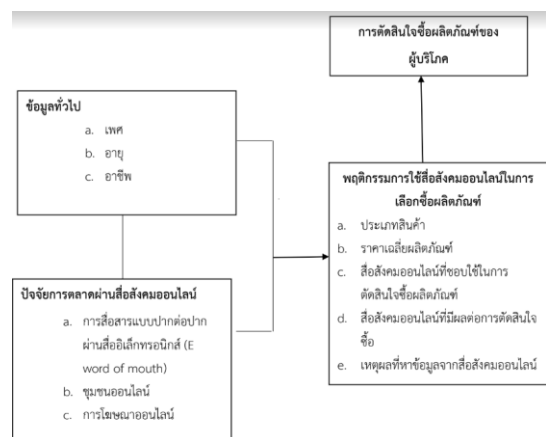 การตัดสินใจซื้อผลิตภัณฑ์ของ
ผู้บริโภค
ข้อมูลทั่วไป
a. เพศ
b. อายุ
c. อาชีพ
พฤติกรรมการใช้สื่อสังคมออนไลน์ในการ
เลือกซื้อผลิตภัณฑ์
a. ประเภทสินค้า
b. ราคาเฉลี่ยผลิตภัณฑ์
c. สื่อสังคมออนไลน์ที่ชอบใช้ในการ
ตัดสินใจซื้อผลิตภัณฑ์
d. สื่อสังคมออนไลน์ที่มีผลต่อการตัดสินใจ
ซื้อ
e. เหตุผลที่หาข้อมูลจากสื่อสังคมออนไลน์
ปัจจัยการตลาดผ่านสื่อสังคมออนไลน์
a. การสื่อสารแบบปากต่อปาก
ผ่านสื่ออิเล็กทรอนิกส์ (E
word of mouth)
b. ชุมชนออนไลน์
c. การโฆษณาออนไลน์